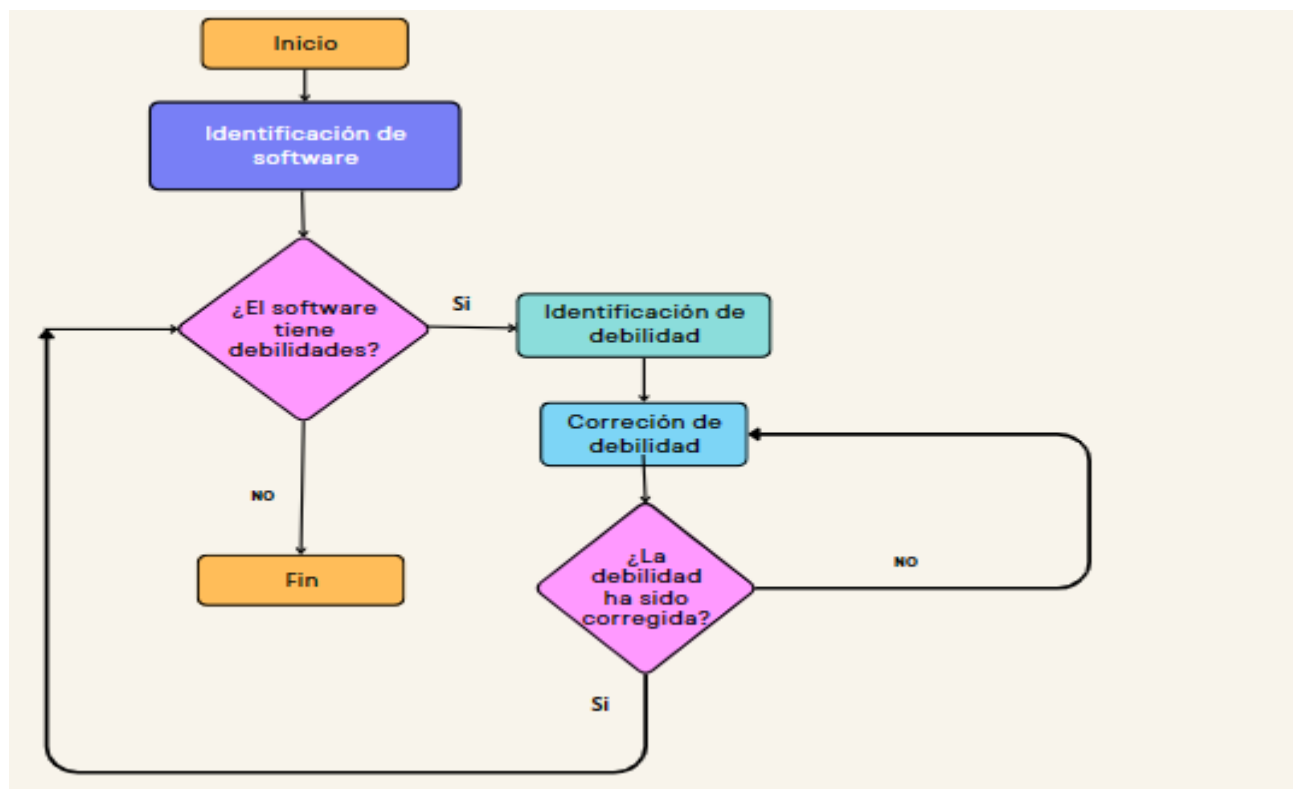 Inicio
Identificación de
software
¿El software
tiene
debilidades?
Si
Identificación de
debilidad
Correción de
debilidad
NO
Fin
¿La
debilidad
ha sido
corregida?
NO
Si